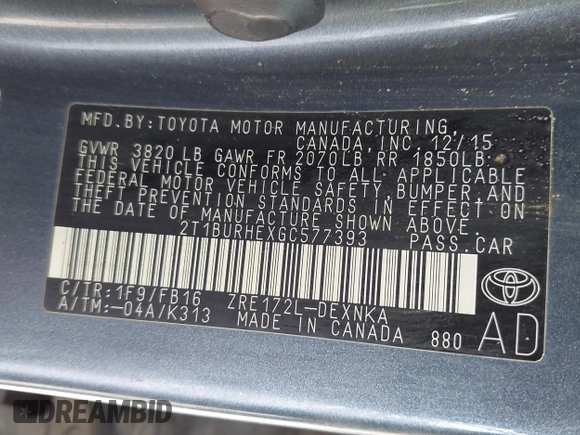 MFD.BY:TOYOTA MOTOR MANUFACTURING,
CANADA,INC. 12/15
GVWR 3820LB GAWR FR 2070LB RR 1850LB:
THIS VEHICLE CONFORMS TO ALL APPLICABLE
FEDERAL MOTOR VEHICLE SAFETY, BUMPER,AND
THEFT PREVENTION STANDARDS IN EFFECT ON
THE DATE OF MANUFACTURE SHOWN ABOVE.
2T1BURHEXGC577393 PASS.CAR
C/TR:1F9/FB16 ZRE172L-DEXNKA
A/TM:-04A/K313 MADE IN CANADA 880
AD
DREAMBID